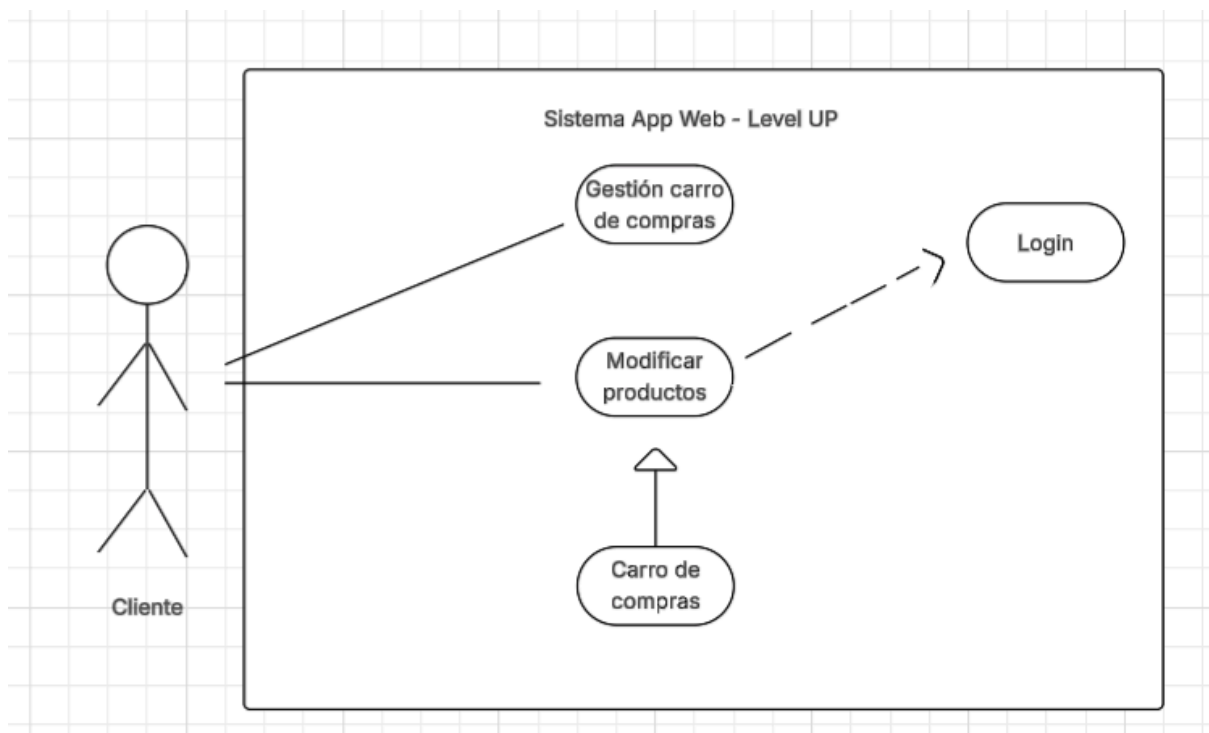 Sistema App Web - Level UP
Gestión carro
de compras
Login
Modificar
productos
Carro de
compras
Cliente